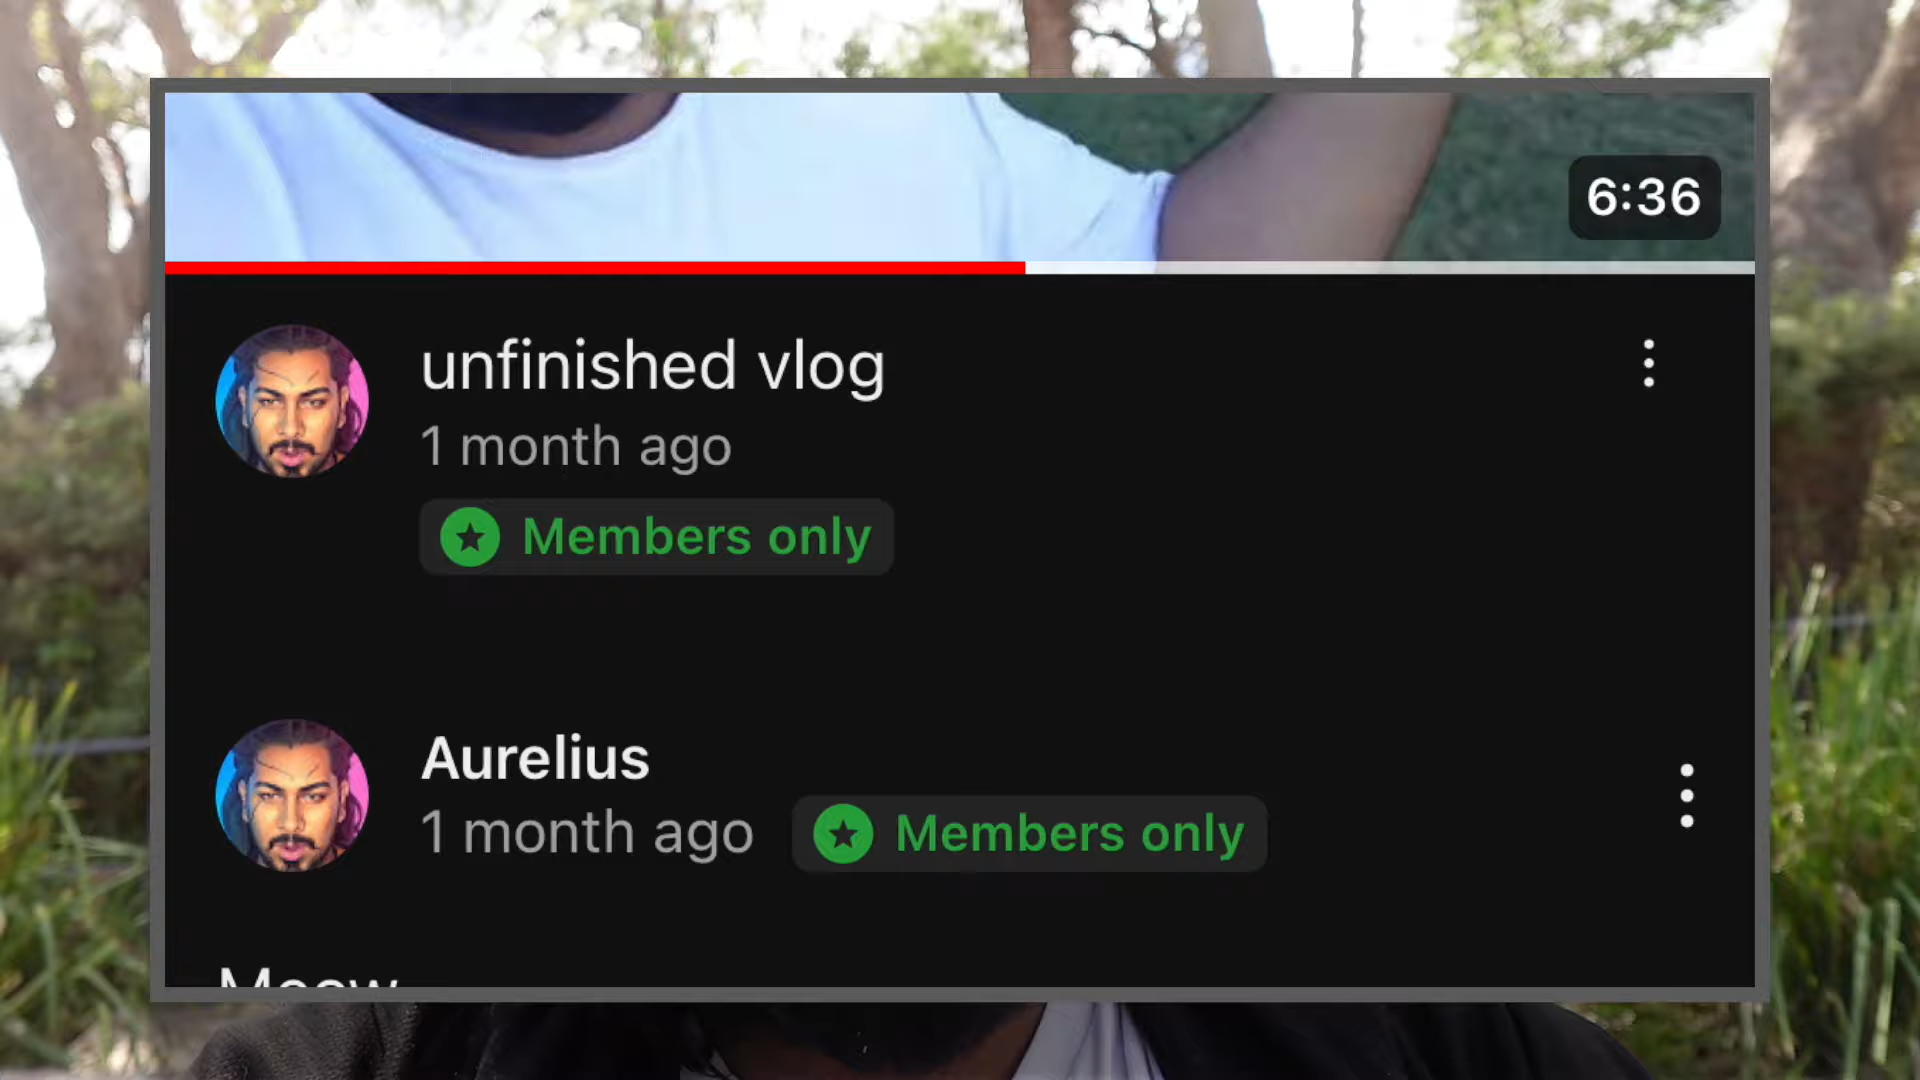 6:36
unfinished vlog
1 month ago
Members only
Aurelius
1 month ago Members only
Meow